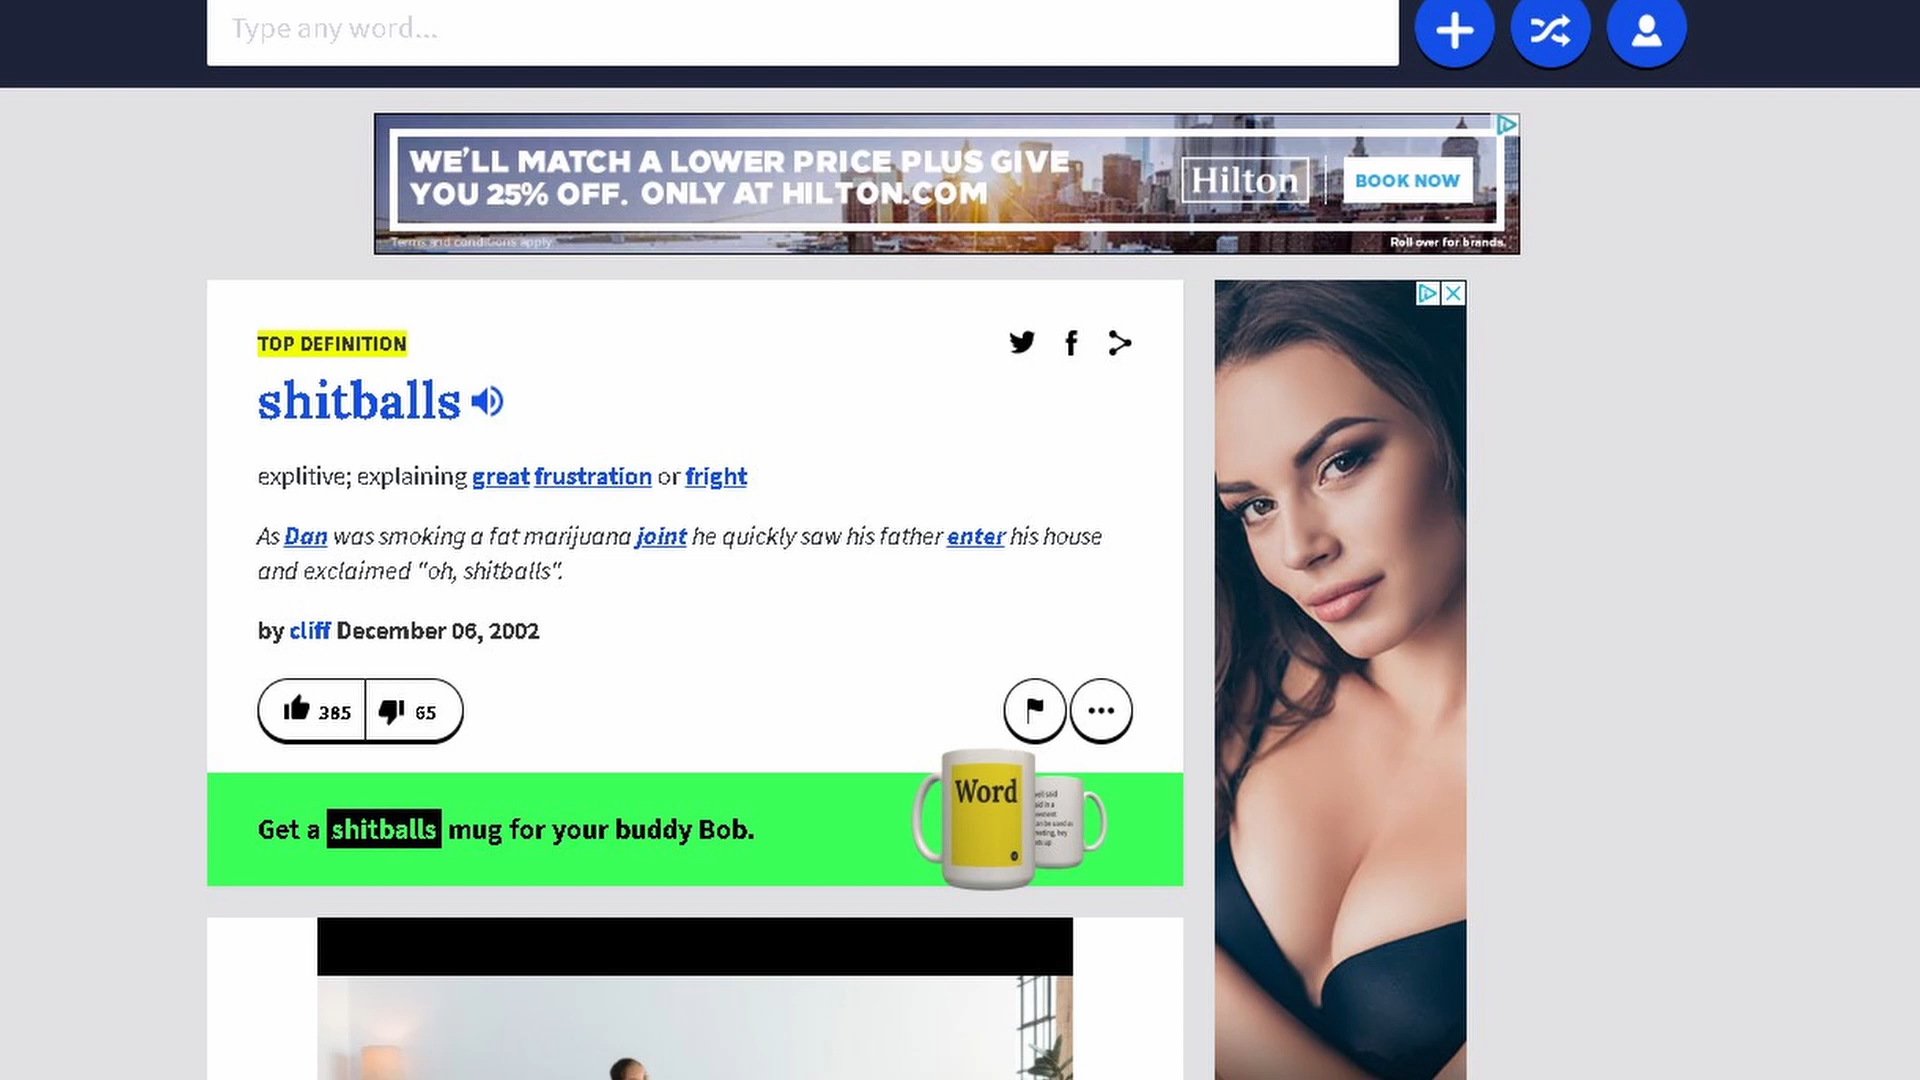 Type any word...
WE'LL MATCH A LOWER PRICE PLUS GIVE
YOU 25% OFF. ONLY AT HILTON.COM
Hilton
BOOK NOW
Terms and conditions apply
Roll over for brands.
TOP DEFINITION
shitballs
explitive; explaining great frustration or fright
As Dan was smoking a fat marijuana joint he quickly saw his father enter his house
and exclaimed "oh, shitballs".
by cliff December 06, 2002
385
65
Get a shitballs mug for your buddy Bob.
Word